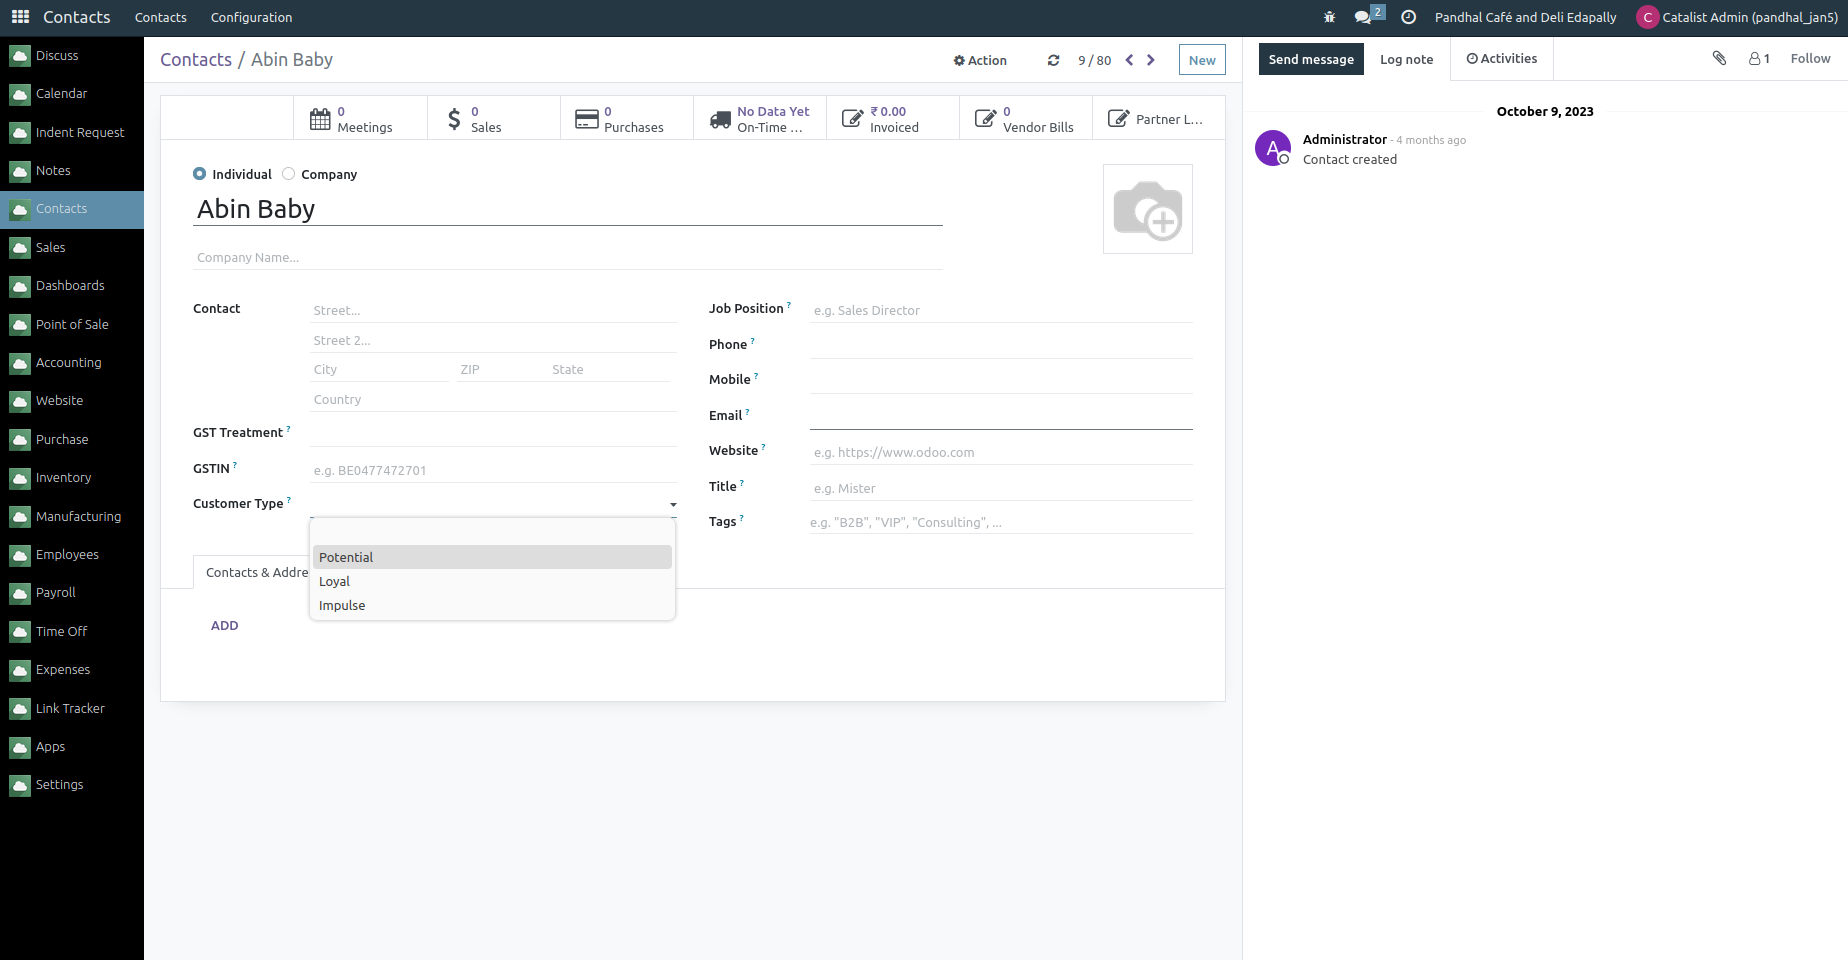 Contacts
Contacts
Configuration
2
Pandhal Café and Deli Edapally
C
Catalist Admin (pandhal_jan5)
Discuss
Calendar
Indent Request
Notes
Contacts
Sales
Dashboards
Point of Sale
Accounting
Website
Purchase
Inventory
Manufacturing
Employees
Payroll
Time Off
Expenses
Link Tracker
Apps
Settings
Contacts / Abin Baby
Action
9 / 80
New
0
Meetings
0
Sales
0
Purchases
No Data Yet
On-Time ...
₹ 0.00
Invoiced
0
Vendor Bills
Partner L...
Individual
Company
Abin Baby
Company Name...
Contact
Street...
Street 2...
City
ZIP
State
Country
GST Treatment ?
GSTIN ?
e.g. BE0477472701
Customer Type ?
Potential
Loyal
Impulse
Job Position ?
e.g. Sales Director
Phone ?
Mobile ?
Email ?
Website ?
e.g. https://www.odoo.com
Title ?
e.g. Mister
Tags ?
e.g. "B2B", "VIP", "Consulting", ...
Contacts & Addre
ADD
Send message
Log note
Activities
1
Follow
October 9, 2023
A
Administrator - 4 months ago
Contact created